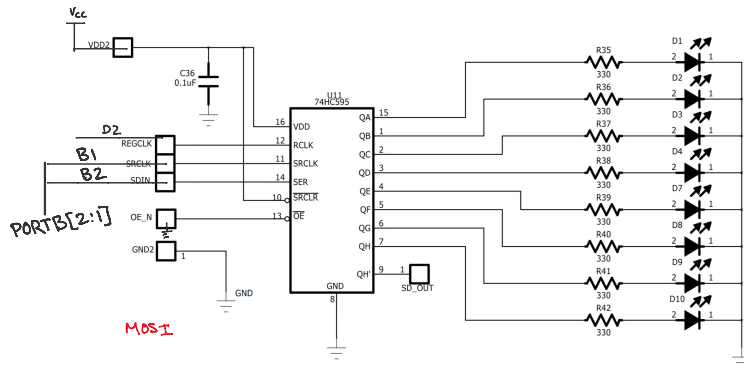 Vcc
VDD2
C36
0.1uF
U11
74HC595
16 VDD
QA 15
12 RCLK
QB 1
11 SRCLK
QC 2
14 SER
QD 3
10 SRCLR
QE 4
13 OE
QF 5
QG 6
QH 7
QH' 9
1
SD_OUT
GND
8
D2
REGCLK
B1
SRCLK
B2
SDIN
PORTB[2:1]
OE_N
GND2
1
GND
MOSI
R35
330
D1
2 1
R36
330
D2
2 1
R37
330
D3
2 1
R38
330
D4
2 1
R39
330
D7
2 1
R40
330
D8
2 1
R41
330
D9
2 1
R42
330
D10
2 1